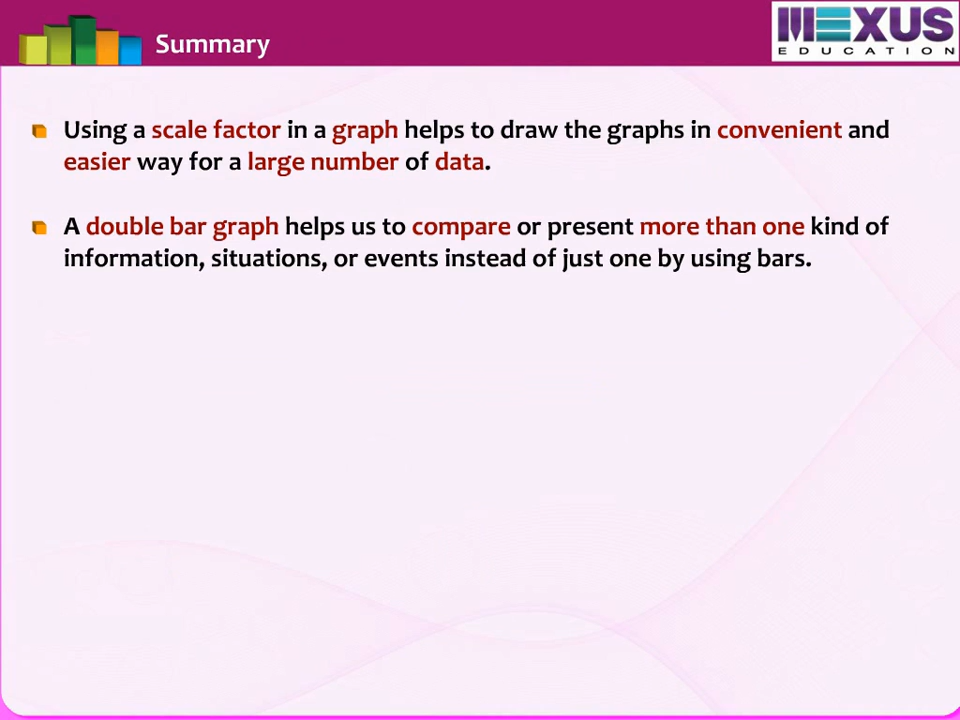 Summary
MEXUS
EDUCATION
Using a scale factor in a graph helps to draw the graphs in convenient and
easier way for a large number of data.
A double bar graph helps us to compare or present more than one kind of
information, situations, or events instead of just one by using bars.